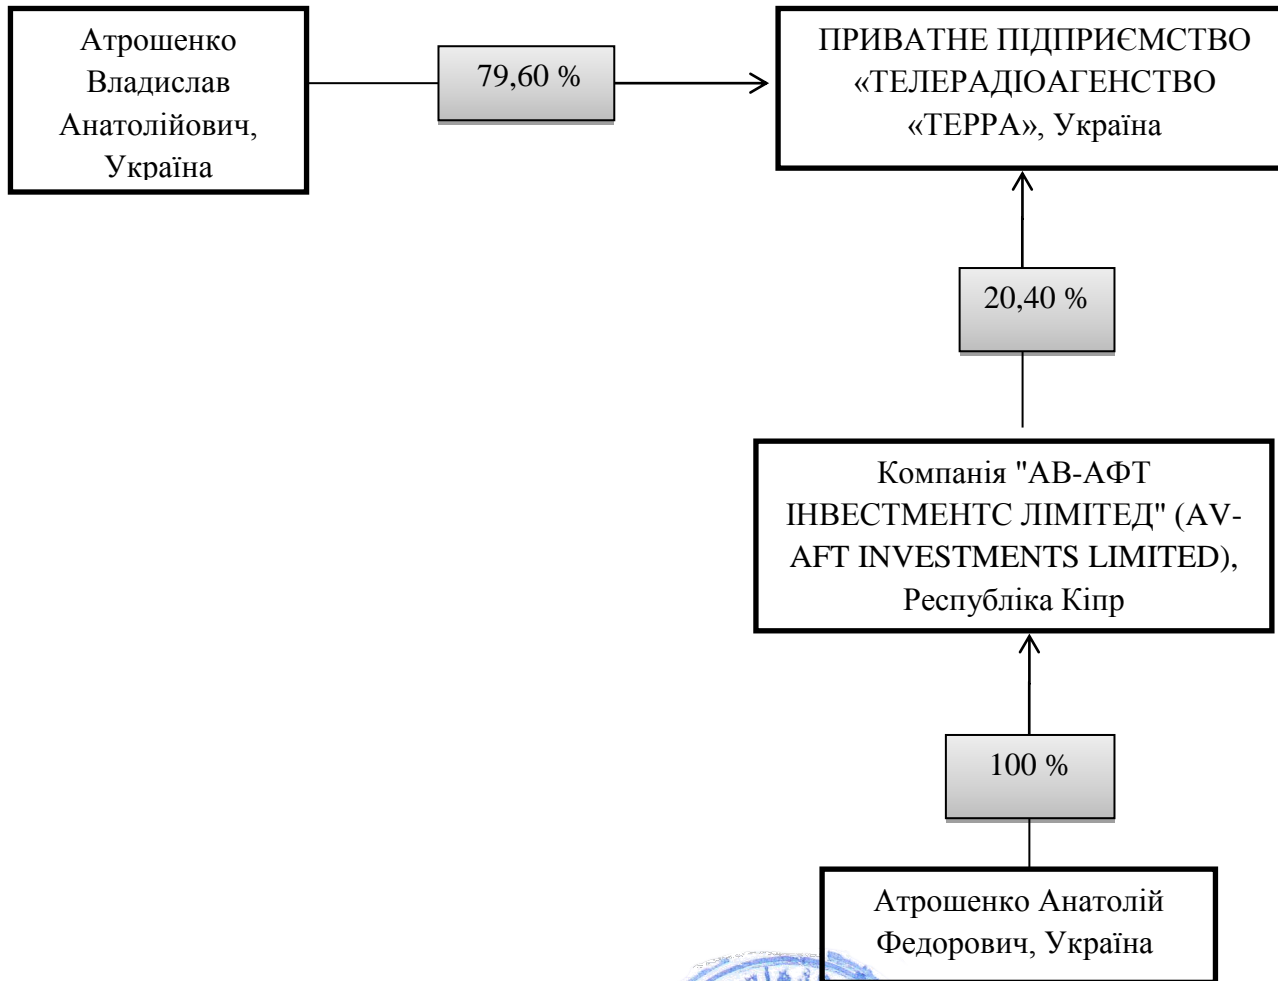 Атрошенко
Владислав
Анатолійович,
Україна
79,60 %
ПРИВАТНЕ ПІДПРИЄМСТВО
«ТЕЛЕРАДІОАГЕНСТВО
«ТЕРРА», Україна
20,40 %
Компанія "АВ-АФТ
ІНВЕСТМЕНТС ЛІМІТЕД" (AV-
AFT INVESTMENTS LIMITED),
Республіка Кіпр
100 %
Атрошенко Анатолій
Федорович, Україна